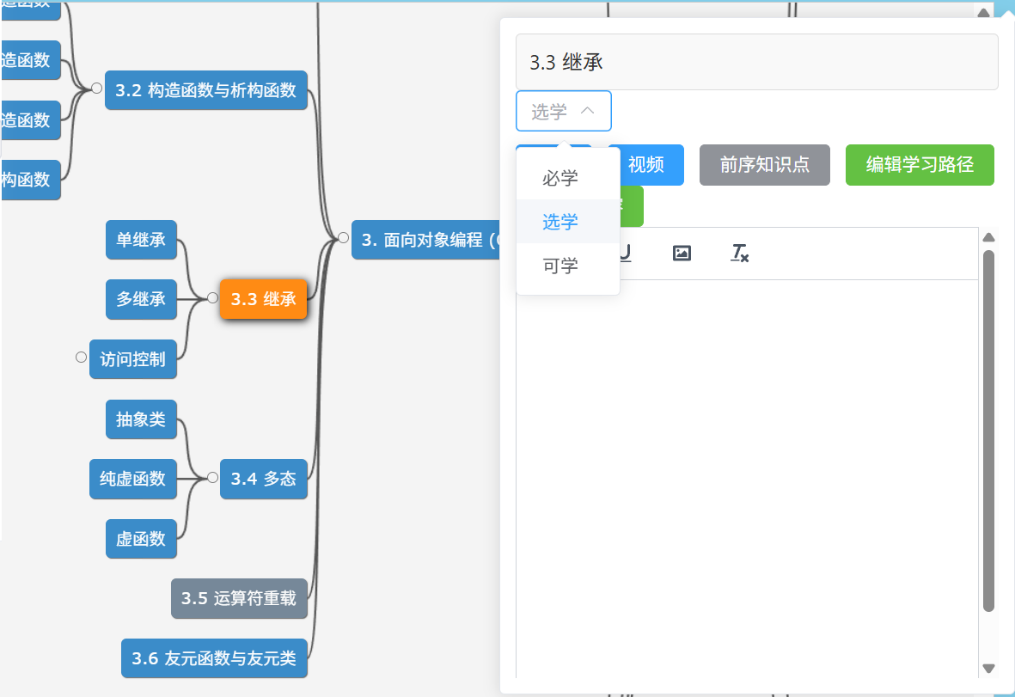 造函数
造函数
构函数
3.2 构造函数与析构函数
单继承
多继承
访问控制
3.3 继承
3. 面向对象编程 (
抽象类
纯虚函数
虚函数
3.4 多态
3.5 运算符重载
3.6 友元函数与友元类
3.3 继承
选学
必学
选学
可学
视频
前序知识点
编辑学习路径